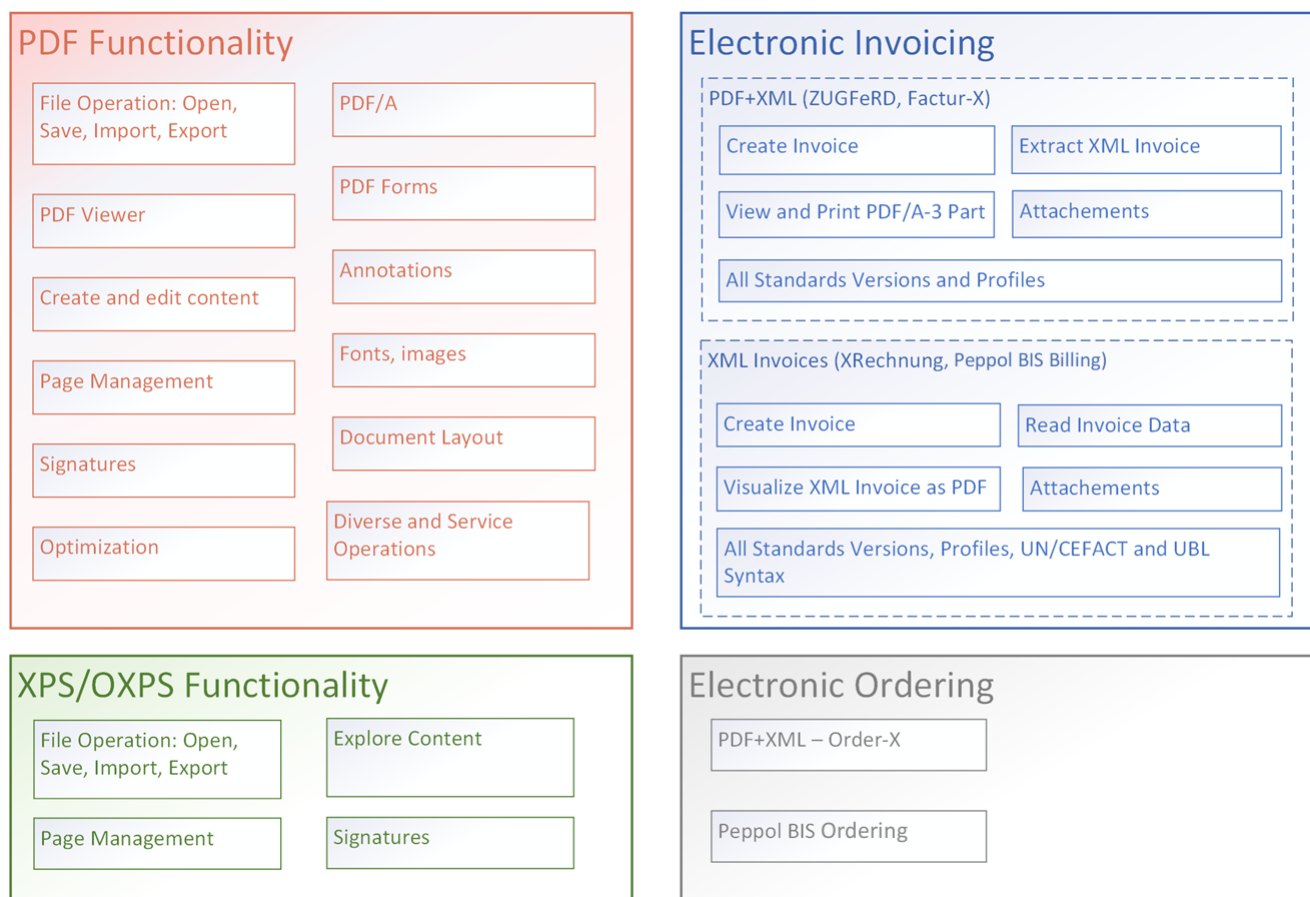 PDF Functionality
File Operation: Open,
Save, Import, Export
PDF Viewer
Create and edit content
Page Management
Signatures
Optimization
PDF/A
PDF Forms
Annotations
Fonts, images
Document Layout
Diverse and Service
Operations
Electronic Invoicing
PDF+XML (ZUGFeRD, Factur-X)
Create Invoice
Extract XML Invoice
View and Print PDF/A-3 Part
Attachements
All Standards Versions and Profiles
XML Invoices (XRechnung, Peppol BIS Billing)
Create Invoice
Read Invoice Data
Visualize XML Invoice as PDF
Attachements
All Standards Versions, Profiles, UN/CEFACT and UBL
Syntax
XPS/OXPS Functionality
File Operation: Open,
Save, Import, Export
Explore Content
Page Management
Signatures
Electronic Ordering
PDF+XML – Order-X
Peppol BIS Ordering